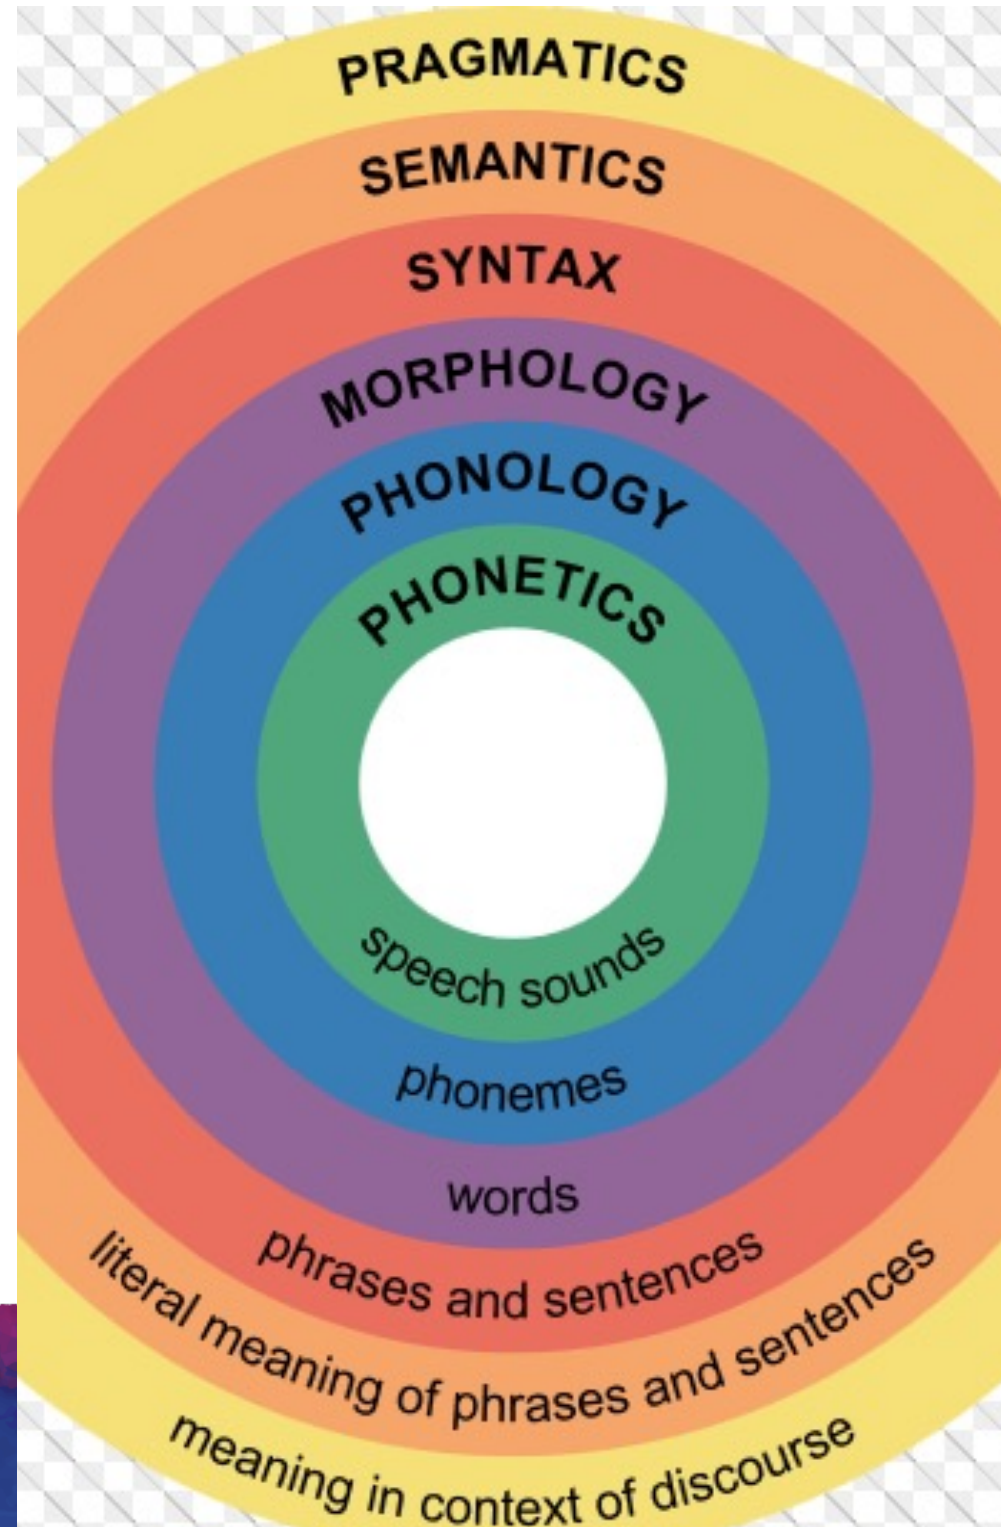 PRAGMATICS
SEMANTICS
SYNTAX
MORPHOLOGY
PHONOLOGY
PHONETICS
speech sounds
phonemes
words
phrases and sentences
literal meaning of phrases and sentences
meaning in context of discourse